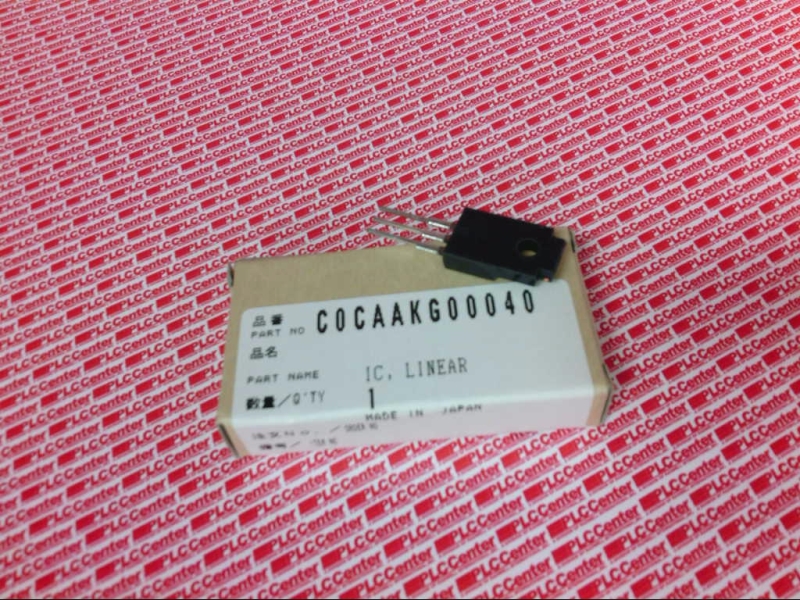 品番
PART NO C0CAAKG00040
品名
PART NAME IC, LINEAR
数量/Q'TY 1
MADE IN JAPAN
PLCCenter